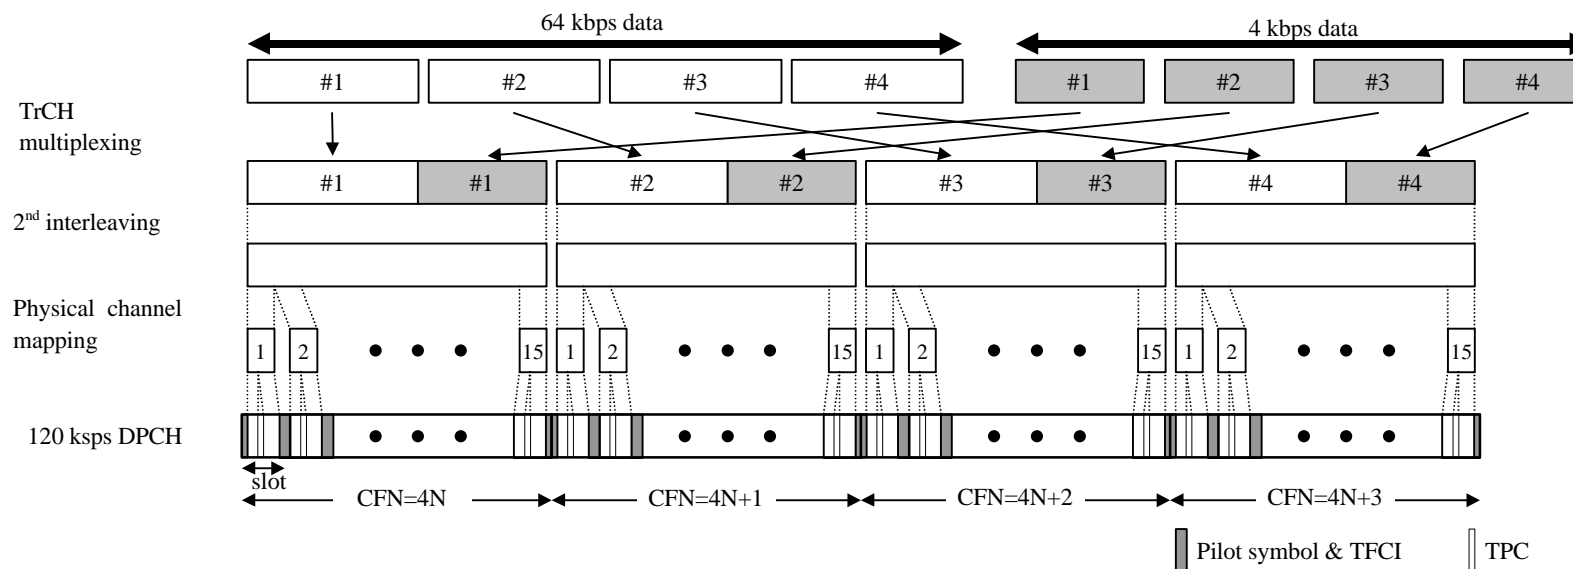 64 kbps data
4 kbps data
#1 #2 #3 #4 #1 #2 #3 #4
TrCH
multiplexing
#1 #1 #2 #2 #3 #3 #4 #4
2nd interleaving
Physical channel
mapping
1 2 15 1 2 15 1 2 15 1 2 15
120 ksps DPCH
slot
CFN=4N CFN=4N+1 CFN=4N+2 CFN=4N+3
Pilot symbol & TFCI TPC